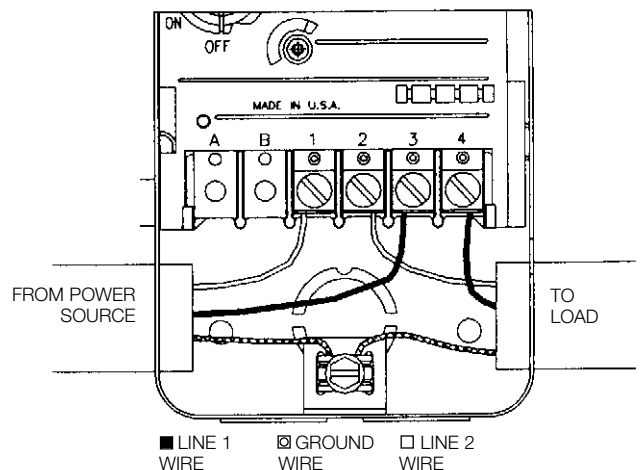 ON
OFF
MADE IN U.S.A.
A B 1 2 3 4
FROM POWER
SOURCE
TO
LOAD
LINE 1
WIRE
GROUND
WIRE
LINE 2
WIRE